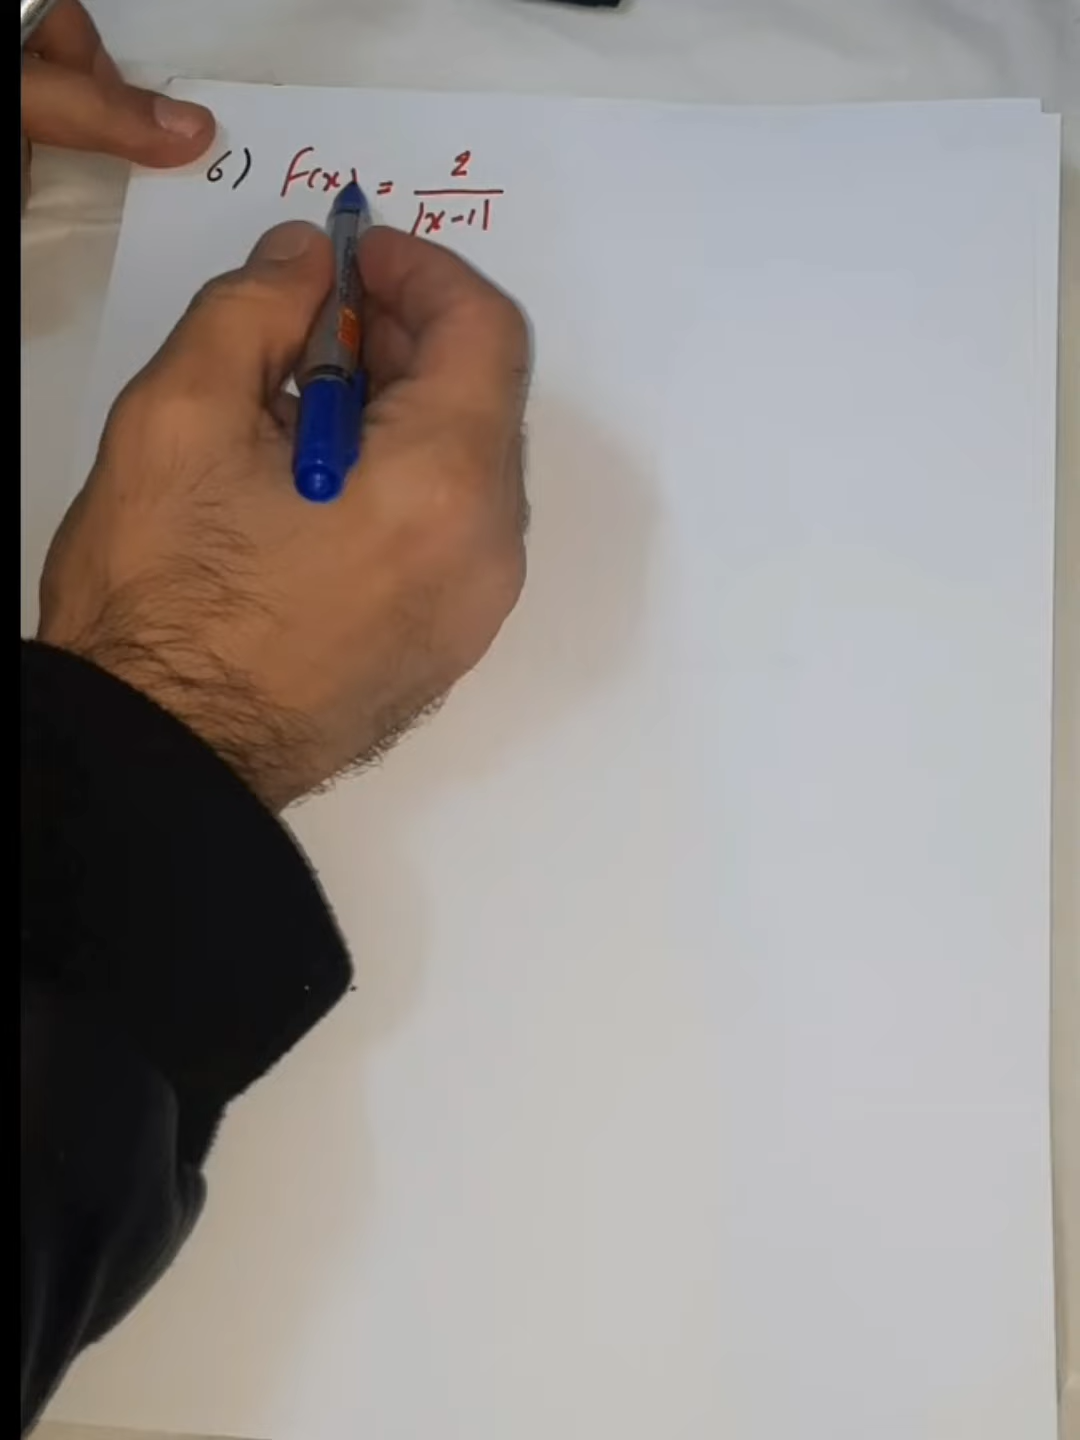 6) F(x) = 2/|x-1|